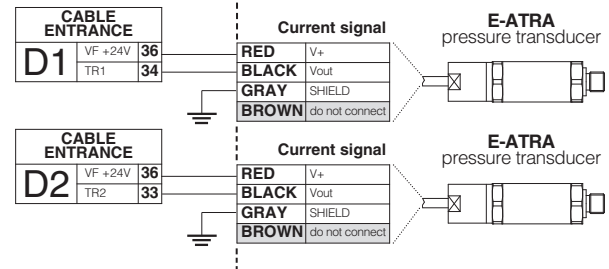 CABLE
ENTRANCE
D1
VF +24V 36
TR1 34
Current signal
RED V+
BLACK Vout
GRAY SHIELD
BROWN do not connect
E-ATRA
pressure transducer
CABLE
ENTRANCE
D2
VF +24V 36
TR2 33
Current signal
RED V+
BLACK Vout
GRAY SHIELD
BROWN do not connect
E-ATRA
pressure transducer